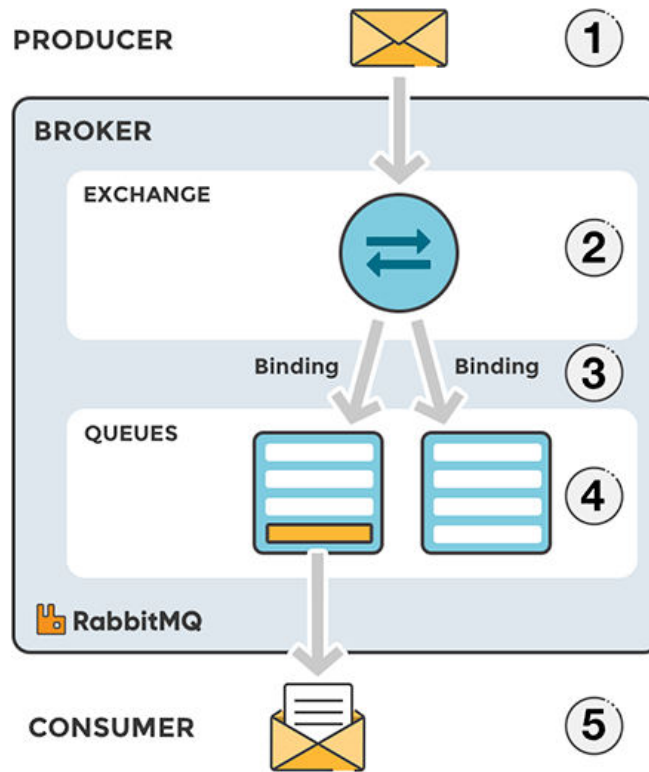 PRODUCER 1
BROKER
EXCHANGE
2
Binding Binding 3
QUEUES
4
RabbitMQ
CONSUMER 5